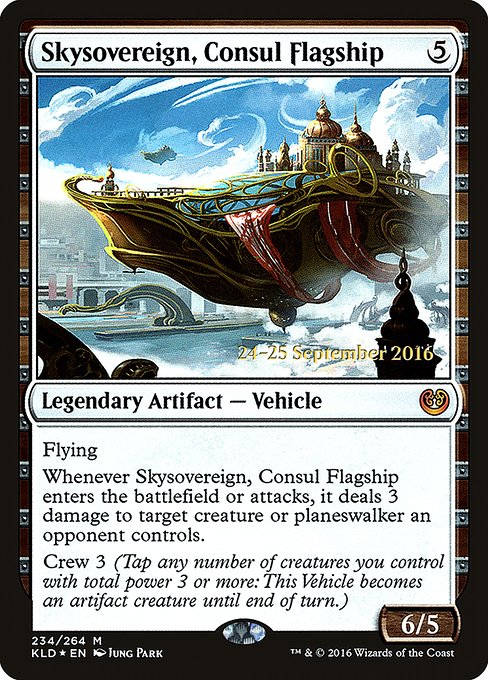 Skysovereign, Consul Flagship 5
24-25 September 2016
Legendary Artifact — Vehicle
Flying
Whenever Skysovereign, Consul Flagship
enters the battlefield or attacks, it deals 3
damage to target creature or planeswalker an
opponent controls.
Crew 3 (Tap any number of creatures you control
with total power 3 or more: This Vehicle becomes
an artifact creature until end of turn.)
6/5
234/264 M
KLD ★ EN Jung Park
™ & © 2016 Wizards of the Coast